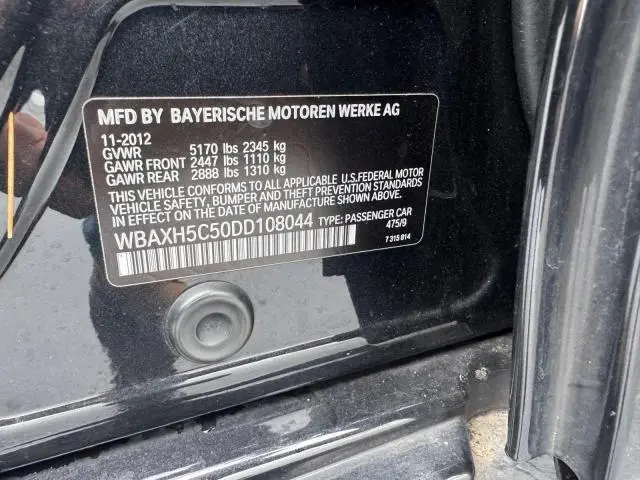 MFD BY BAYERISCHE MOTOREN WERKE AG
11-2012
GVWR 5170 lbs 2345 kg
GAWR FRONT 2447 lbs 1110 kg
GAWR REAR 2888 lbs 1310 kg
THIS VEHICLE CONFORMS TO ALL APPLICABLE U.S.FEDERAL MOTOR
VEHICLE SAFETY, BUMPER AND THEFT PREVENTION STANDARDS
IN EFFECT ON THE DATE OF MANUFACTURE SHOWN ABOVE.
WBAXH5C50DD108044 TYPE: PASSENGER CAR
475/9
7 315 814